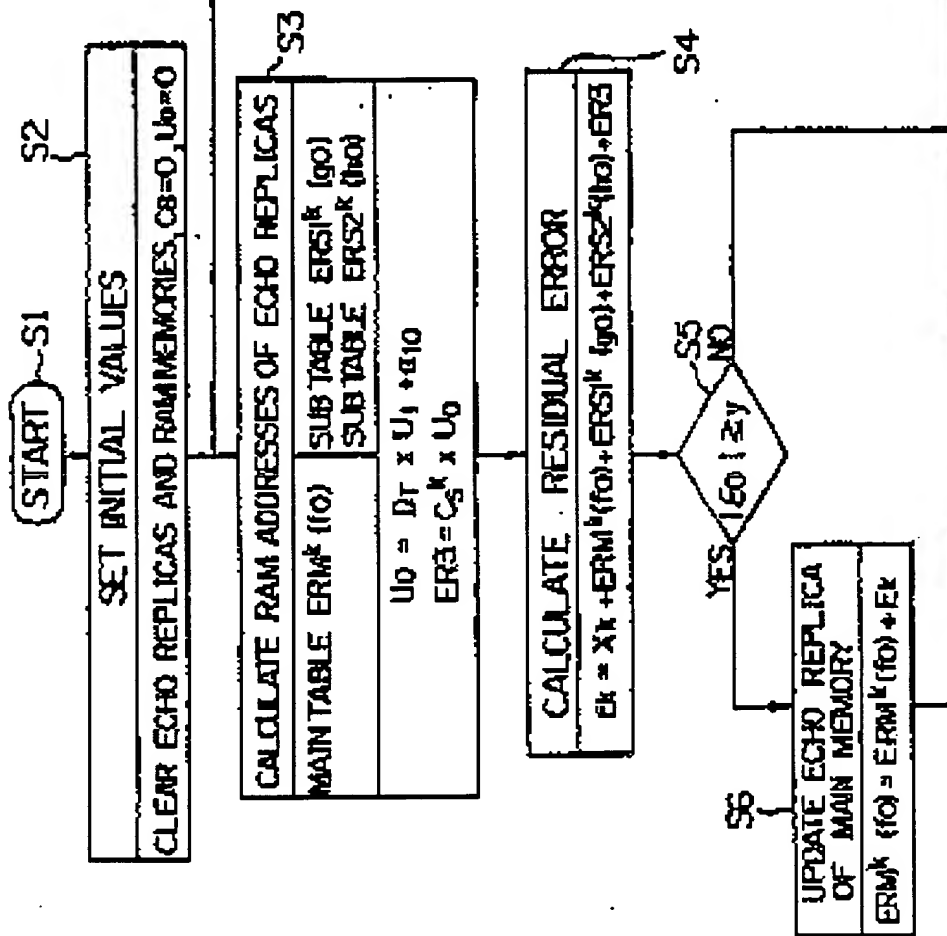 START S1
S2
SET INITIAL VALUES
CLEAR ECHO REPLICAS AND RAM MEMORIES, C8=0, U0=0
S3
CALCULATE RAM ADDRESSES OF ECHO REPLICAS
MAIN TABLE ERM^k (f0)
SUB TABLE ERS1^k (g0)
SUB TABLE ERS2^k (h0)
U0 = DT x U1 + a10
ER3 = C5^k x U0
S4
CALCULATE RESIDUAL ERROR
Ek = Xk + ERM^k(f0) + ERS1^k (g0) + ERS2^k(h0) + ER3
S5
YES
NO
S6
UPDATE ECHO REPLICA
OF MAIN MEMORY
ERM^k (f0) = ERM^k(f0) + Ek